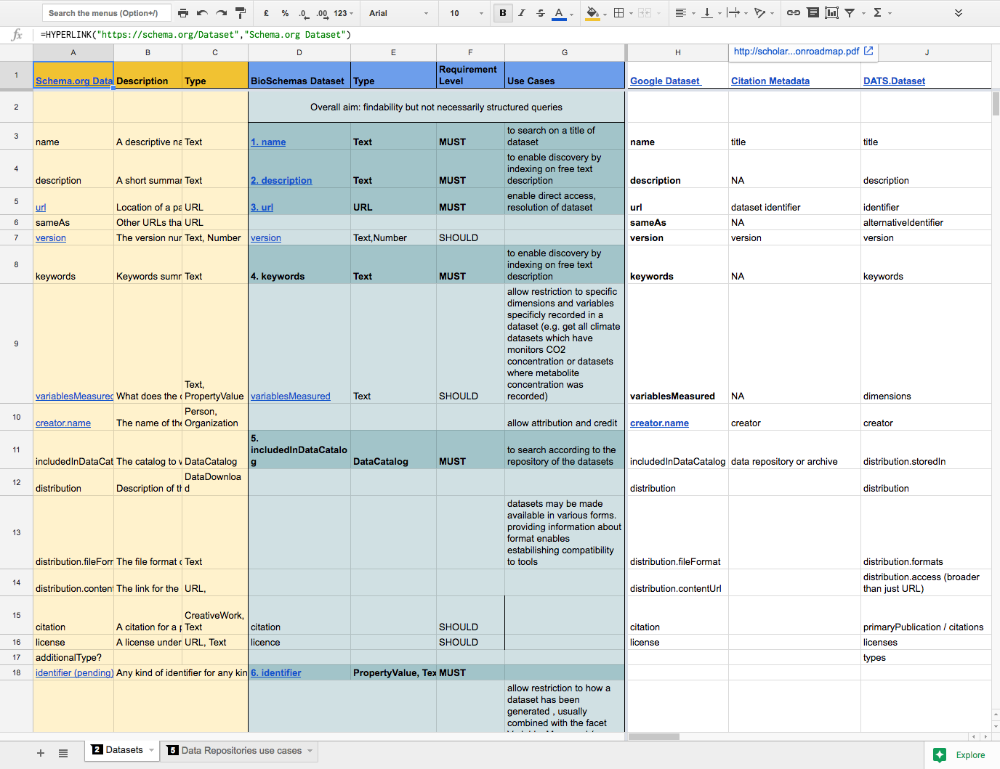 Search the menus (Option+/)
£ % .0 .00 123 Arial 10 B I S A Σ
fx =HYPERLINK("https://schema.org/Dataset","Schema.org Dataset")
A B C D E F G H J
http://scholar...onroadmap.pdf
1 Schema.org Data Description Type BioSchemas Dataset Type Requirement Level Use Cases Google Dataset Citation Metadata DATS.Dataset
2 Overall aim: findability but not necessarily structured queries
3 name A descriptive na Text 1. name Text MUST to search on a title of dataset name title title
4 description A short summar Text 2. description Text MUST to enable discovery by indexing on free text description description NA description
5 url Location of a pa URL 3. url URL MUST enable direct access, resolution of dataset url dataset identifier identifier
6 sameAs Other URLs tha URL sameAs NA alternativeIdentifier
7 version The version nur Text, Number version Text,Number SHOULD version version version
8 keywords Keywords sumr Text 4. keywords Text MUST to enable discovery by indexing on free text description keywords NA keywords
9 variablesMeasured What does the Text, PropertyValue variablesMeasured Text SHOULD allow restriction to specific dimensions and variables specificly recorded in a dataset (e.g. get all climate datasets which have monitors CO2 concentration or datasets where metabolite concentration was recorded) variablesMeasured NA dimensions
10 creator.name The name of the Person, Organization allow attribution and credit creator.name creator creator
11 includedInDataCat The catalog to DataCatalog 5. includedInDataCatalog DataCatalog MUST to search according to the repository of the datasets includedInDataCatalog data repository or archive distribution.storedIn
12 distribution Description of th DataDownload distribution distribution
13 distribution.fileForr The file format Text datasets may be made available in various forms. providing information about format enables estabilishing compatibility to tools distribution.fileFormat distribution.formats
14 distribution.content The link for the URL, distribution.contentUrl distribution.access (broader than just URL)
15 citation A citation for a CreativeWork, Text citation SHOULD citation primaryPublication / citations
16 license A license under URL, Text licence SHOULD license licenses
17 additionalType? types
18 identifier (pending) Any kind of identifier for any kin 6. identifier PropertyValue, Tex MUST
allow restriction to how a dataset has been generated , usually combined with the facet
2 Datasets 5 Data Repositories use cases Explore